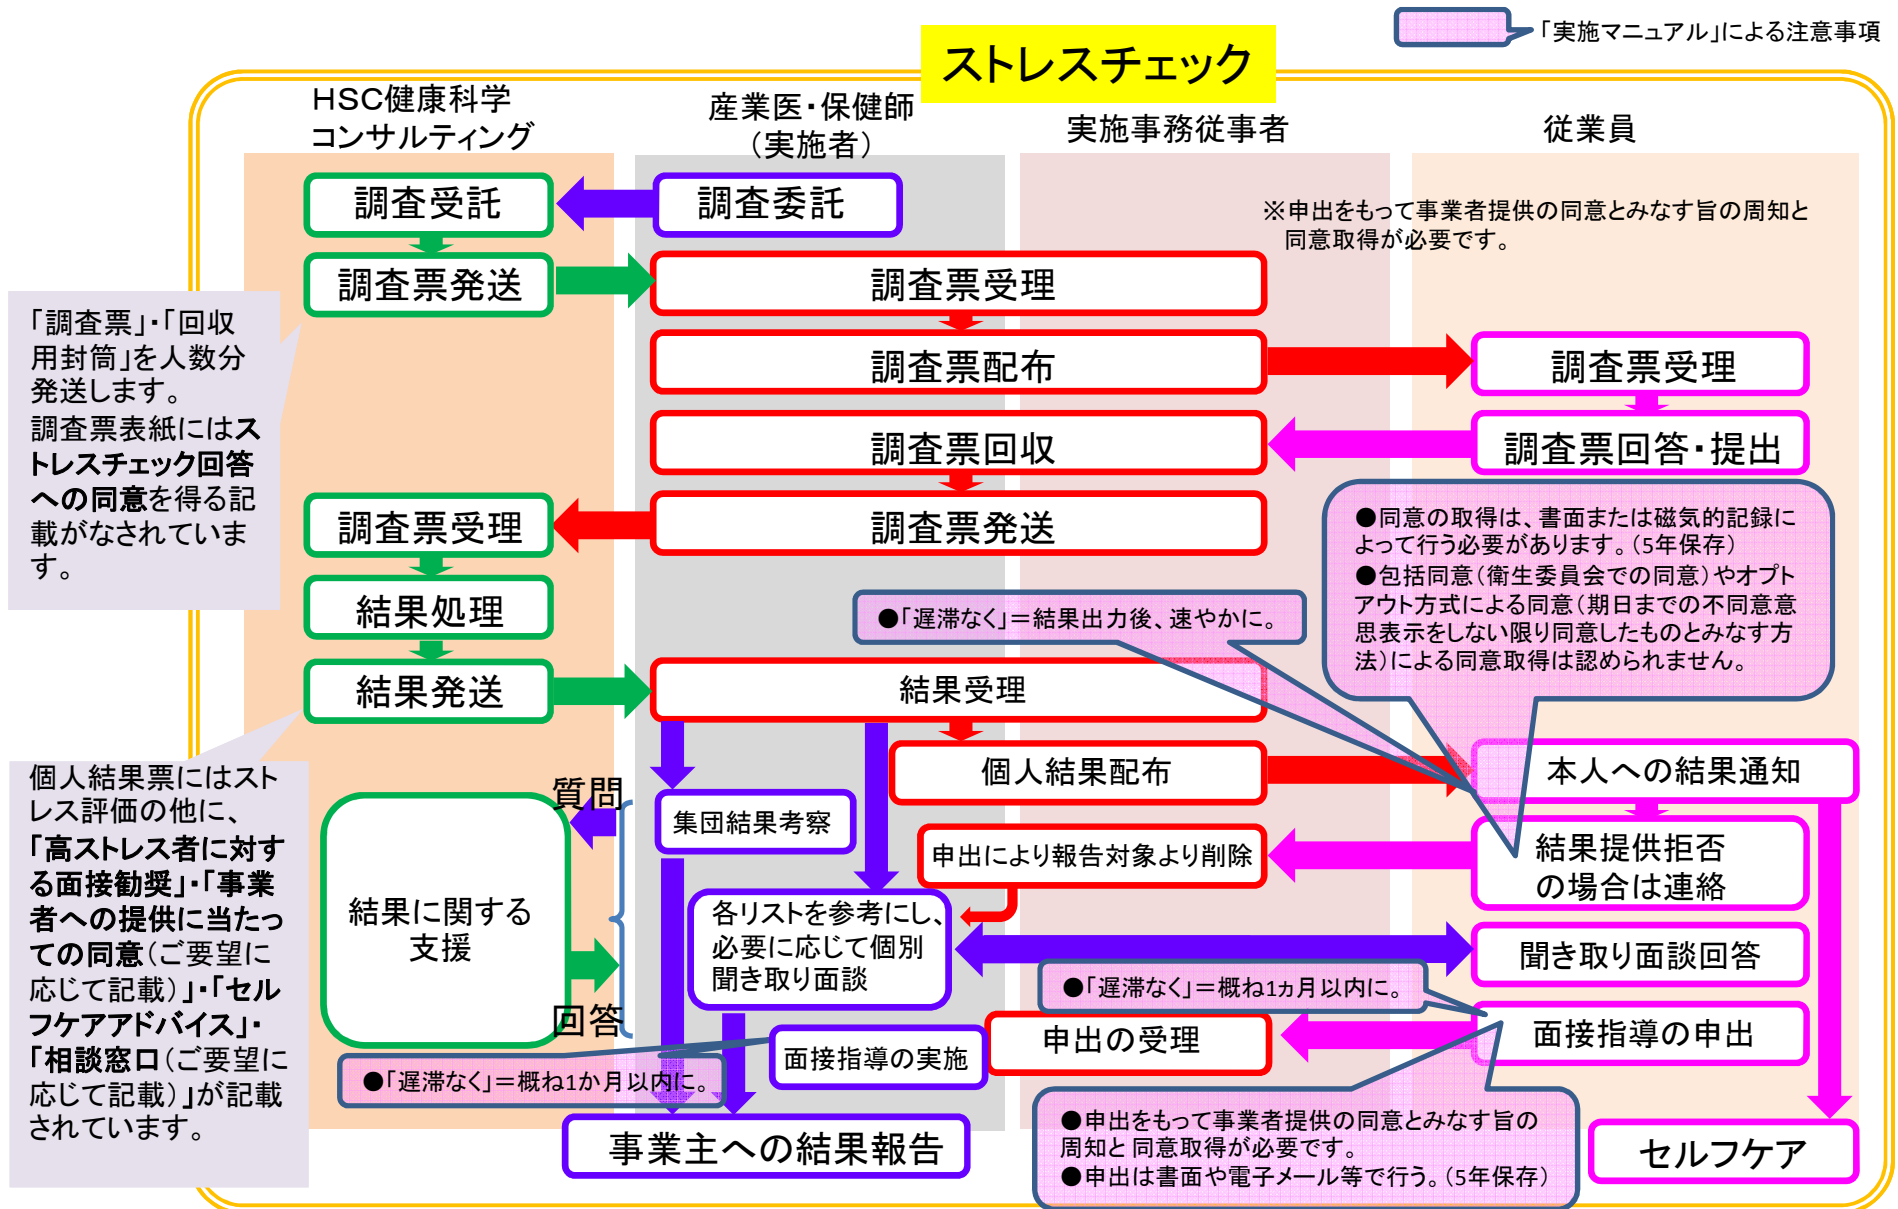 「実施マニュアル」による注意事項
ストレスチェック
HSC健康科学
コンサルティング
産業医・保健師
(実施者)
実施事務従事者
従業員
調査受託
調査委託
※申出をもって事業者提供の同意とみなす旨の周知と
同意取得が必要です。
調査票発送
調査票受理
「調査票」・「回収
用封筒」を人数分
発送します。
調査票表紙にはス
トレスチェック回答
への同意を得る記
載がなされていま
す。
調査票配布
調査票受理
調査票回収
調査票回答・提出
調査票受理
調査票発送
●同意の取得は、書面または磁気的記録に
よって行う必要があります。(5年保存)
●包括同意(衛生委員会での同意)やオプト
アウト方式による同意(期日までの不同意意
思表示をしない限り同意したものとみなす方
法)による同意取得は認められません。
結果処理
●「遅滞なく」=結果出力後、速やかに。
結果発送
結果受理
個人結果票にはスト
レス評価の他に、
「高ストレス者に対す
る面接勧奨」・「事業
者への提供に当たっ
ての同意(ご要望に
応じて記載)」・「セル
フケアアドバイス」・
「相談窓口(ご要望に
応じて記載)」が記載
されています。
個人結果配布
本人への結果通知
質問
集団結果考察
申出により報告対象より削除
結果提供拒否
の場合は連絡
結果に関する
支援
各リストを参考にし、
必要に応じて個別
聞き取り面談
聞き取り面談回答
●「遅滞なく」=概ね1ヵ月以内に。
回答
面接指導の実施
申出の受理
面接指導の申出
●「遅滞なく」=概ね1か月以内に。
●申出をもって事業者提供の同意とみなす旨の
周知と同意取得が必要です。
●申出は書面や電子メール等で行う。(5年保存)
事業主への結果報告
セルフケア